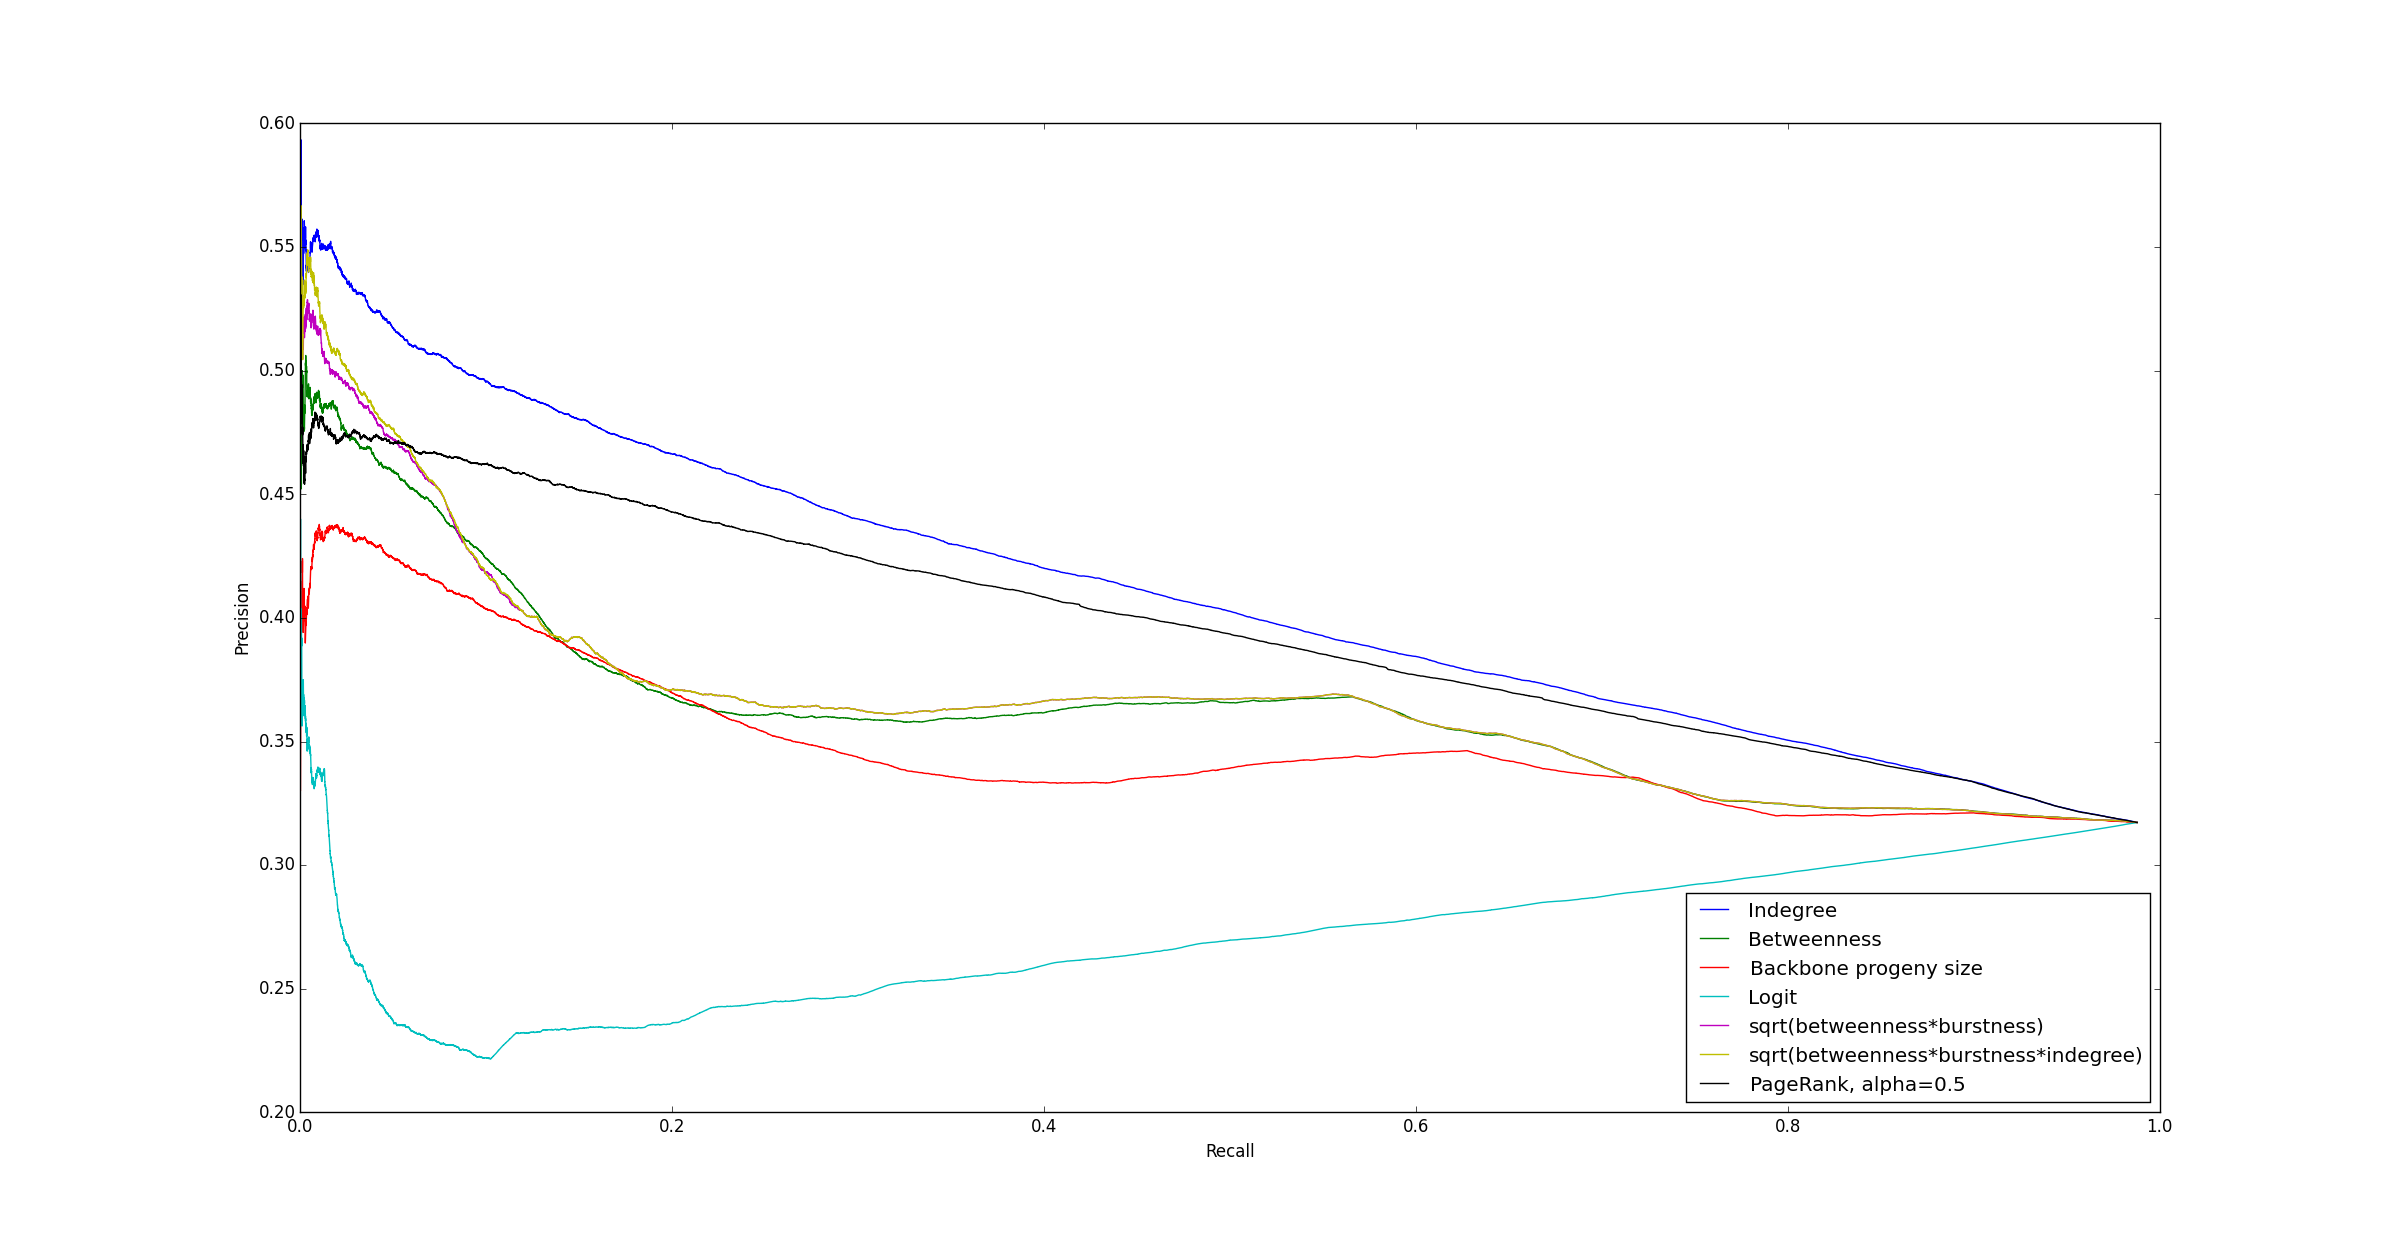 0.60
0.55
0.50
0.45
0.40
0.35
0.30
0.25
0.20
Precision
0.0
0.2
0.4
0.6
0.8
1.0
Recall
Indegree
Betweenness
Backbone progeny size
Logit
sqrt(betweenness*burstness)
sqrt(betweenness*burstness*indegree)
PageRank, alpha=0.5